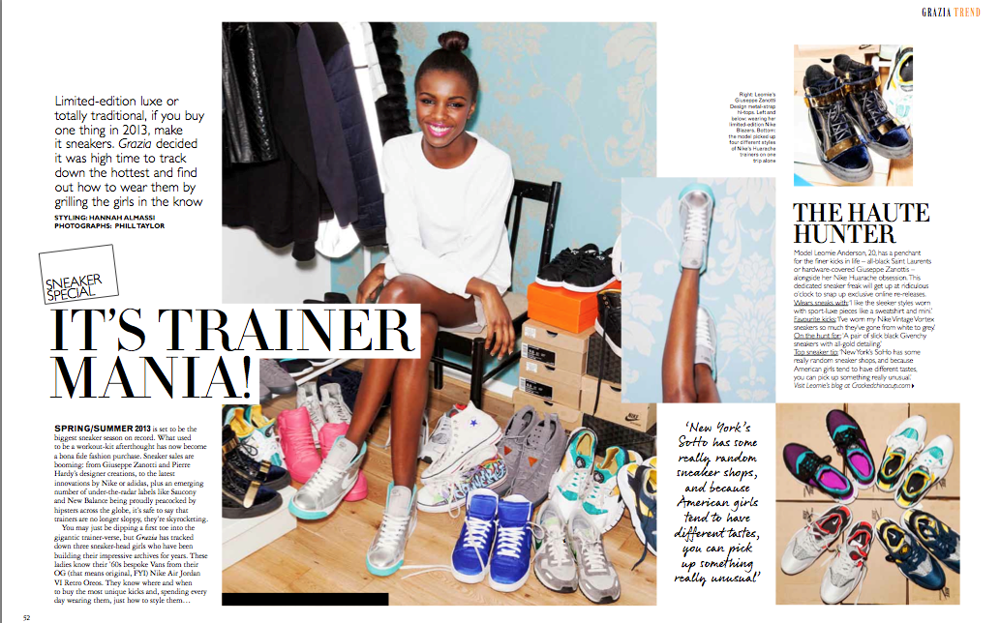 GRAZIA TREND
Limited-edition luxe or
totally traditional, if you buy
one thing in 2013, make
it sneakers. Grazia decided
it was high time to track
down the hottest and find
out how to wear them by
grilling the girls in the know
STYLING: HANNAH ALMASSI
PHOTOGRAPHS: PHILL TAYLOR
SNEAKER
SPECIAL
IT'S TRAINER
MANIA!
SPRING/SUMMER 2013 is set to be the
biggest sneaker season on record. What used
to be a workout-kit afterthought has now become
a bona fide fashion purchase. Sneaker sales are
booming: from Giuseppe Zanotti and Pierre
Hardy's designer creations, to the latest
innovations by Nike or adidas, plus an emerging
number of under-the-radar labels like Saucony
and New Balance being proudly peacocked by
hipsters across the globe, it's safe to say that
trainers are no longer sloppy, they're skyrocketing.
You may just be dipping a first toe into the
gigantic trainer-verse, but Grazia has tracked
down three sneaker-head girls who have been
building their impressive archives for years. These
ladies know their '60s bespoke Vans from their
OG (that means original, FYI) Nike Air Jordan
VI Retro Oreos. They know where and when
to buy the most unique kicks and, spending every
day wearing them, just how to style them…
52
Right: Leomie's
Giuseppe Zanotti
Design metal-strap
hi-tops. Left and
below: wearing her
limited-edition Nike
Blazers. Bottom:
the model picked up
four different styles
of Nike's Huarache
trainers on one
trip alone
THE HAUTE
HUNTER
Model Leomie Anderson, 20, has a penchant
for the finer kicks in life – all-black Saint Laurents
or hardware-covered Giuseppe Zanottis –
alongside her Nike Huarache obsession. This
dedicated sneaker freak will get up at ridiculous
o'clock to snap up exclusive online re-releases.
Wears sneaks with: 'I like the sleeker styles worn
with sport-luxe pieces like a sweatshirt and mini.'
Favourite kicks: 'I've worn my Nike Vintage Vortex
sneakers so much they've gone from white to grey.'
On the hunt for: 'A pair of slick black Givenchy
sneakers with all-gold detailing.'
Top sneaker tip: 'New York's SoHo has some
really random sneaker shops, and because
American girls tend to have different tastes,
you can pick up something really unusual.'
Visit Leomie's blog at Crackedchinacup.com
'New York's
SoHo has some
really random
sneaker shops,
and because
American girls
tend to have
different tastes,
you can pick
up something
really unusual'